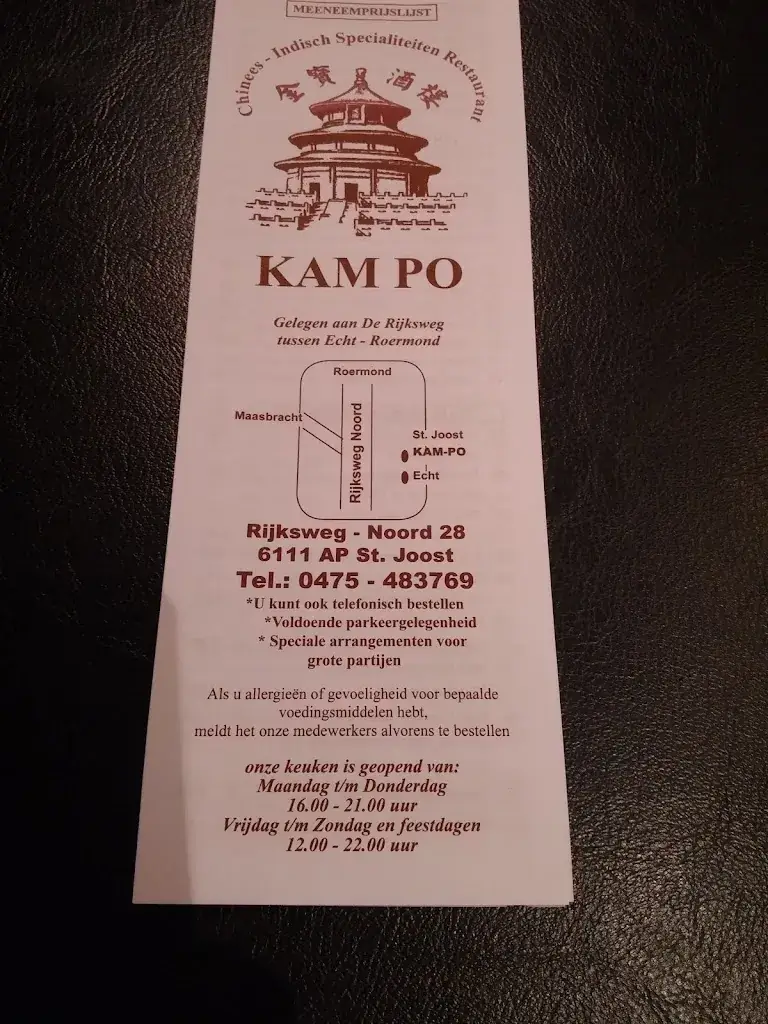 MEENEEMPRIJSLIJST
Chinees - Indisch Specialiteiten Restaurant
金寶酒楼
KAM PO
Gelegen aan De Rijksweg
tussen Echt - Roermond
Roermond
Maasbracht
Rijksweg Noord
St. Joost
KAM-PO
Echt
Rijksweg - Noord 28
6111 AP St. Joost
Tel.: 0475 - 483769
*U kunt ook telefonisch bestellen
*Voldoende parkeergelegenheid
* Speciale arrangementen voor
grote partijen
Als u allergieën of gevoeligheid voor bepaalde
voedingsmiddelen hebt,
meldt het onze medewerkers alvorens te bestellen
onze keuken is geopend van:
Maandag t/m Donderdag
16.00 - 21.00 uur
Vrijdag t/m Zondag en feestdagen
12.00 - 22.00 uur